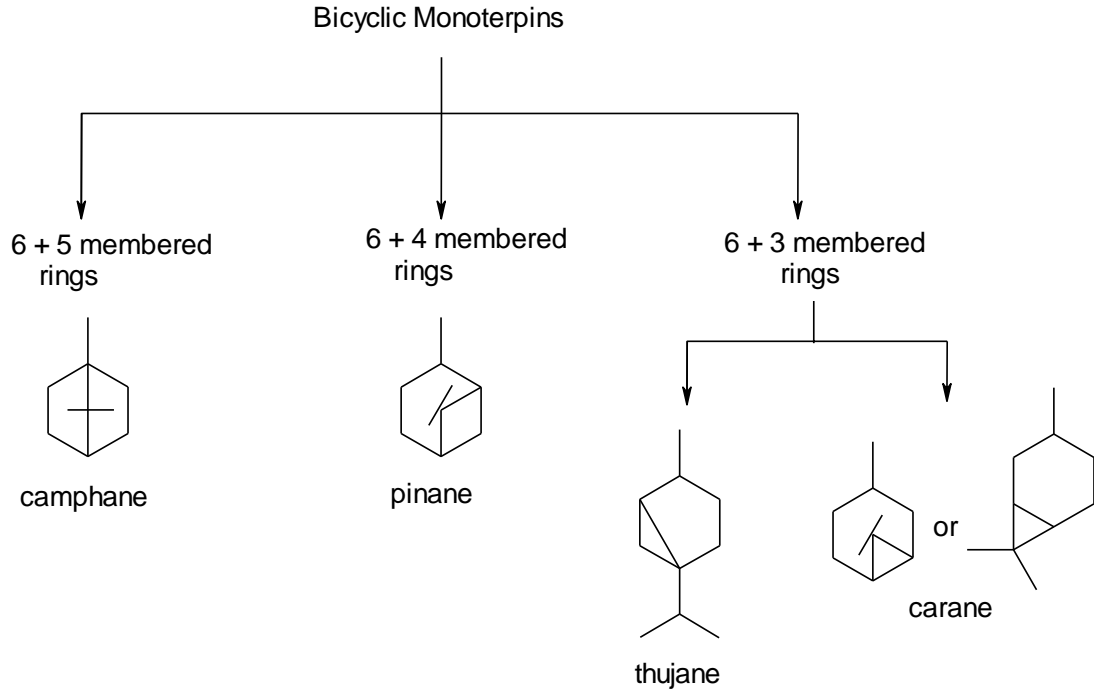 Bicyclic Monoterpins
6 + 5 membered
rings
6 + 4 membered
rings
6 + 3 membered
rings
camphane
pinane
or
carane
thujane